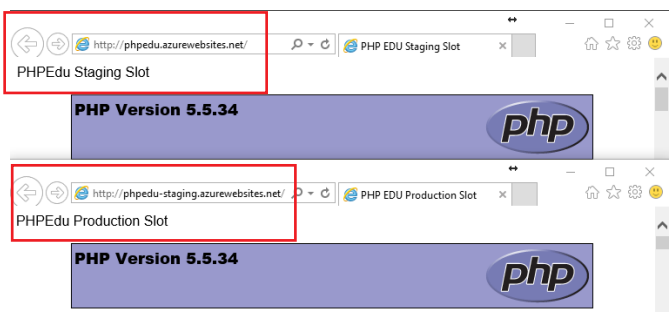 http://phpedu.azurewebsites.net/
PHP EDU Staging Slot
PHPEdu Staging Slot
PHP Version 5.5.34
php
http://phpedu-staging.azurewebsites.net/
PHP EDU Production Slot
PHPEdu Production Slot
PHP Version 5.5.34
php